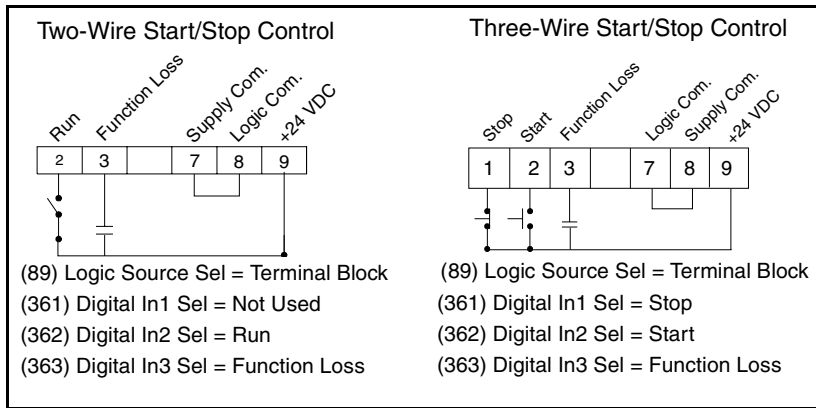 Two-Wire Start/Stop Control
Run
Function Loss
Supply Com.
Logic Com.
+24 VDC
2 3 7 8 9
(89) Logic Source Sel = Terminal Block
(361) Digital In1 Sel = Not Used
(362) Digital In2 Sel = Run
(363) Digital In3 Sel = Function Loss
Three-Wire Start/Stop Control
Stop
Start
Function Loss
Logic Com.
Supply Com.
+24 VDC
1 2 3 7 8 9
(89) Logic Source Sel = Terminal Block
(361) Digital In1 Sel = Stop
(362) Digital In2 Sel = Start
(363) Digital In3 Sel = Function Loss